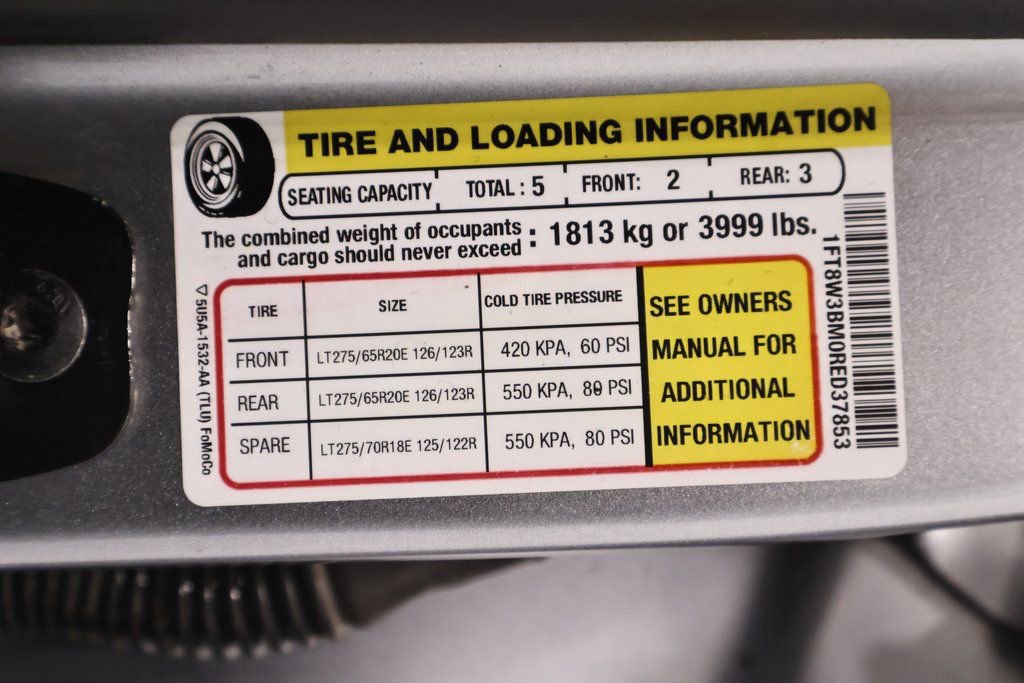 TIRE AND LOADING INFORMATION
SEATING CAPACITY TOTAL: 5 FRONT: 2 REAR: 3
The combined weight of occupants
and cargo should never exceed : 1813 kg or 3999 lbs.
TIRE SIZE COLD TIRE PRESSURE
FRONT LT275/65R20E 126/123R 420 KPA, 60 PSI
REAR LT275/65R20E 126/123R 550 KPA, 80 PSI
SPARE LT275/70R18E 125/122R 550 KPA, 80 PSI
SEE OWNERS
MANUAL FOR
ADDITIONAL
INFORMATION
1FT8W3BM0RED37853
5U5A-1532-AA (TLU) FoMoCo